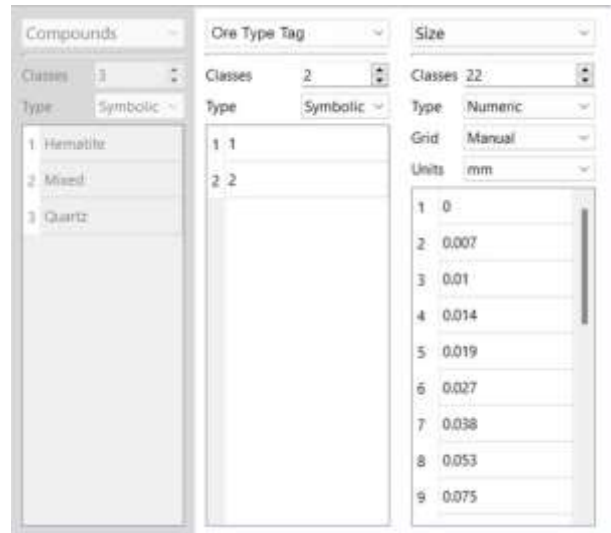 Compounds
Classes 3
Type Symbolic
1 Hematite
2 Mixed
3 Quartz
Ore Type Tag
Classes 2
Type Symbolic
1 1
2 2
Size
Classes 22
Type Numeric
Grid Manual
Units mm
1 0
2 0.007
3 0.01
4 0.014
5 0.019
6 0.027
7 0.038
8 0.053
9 0.075